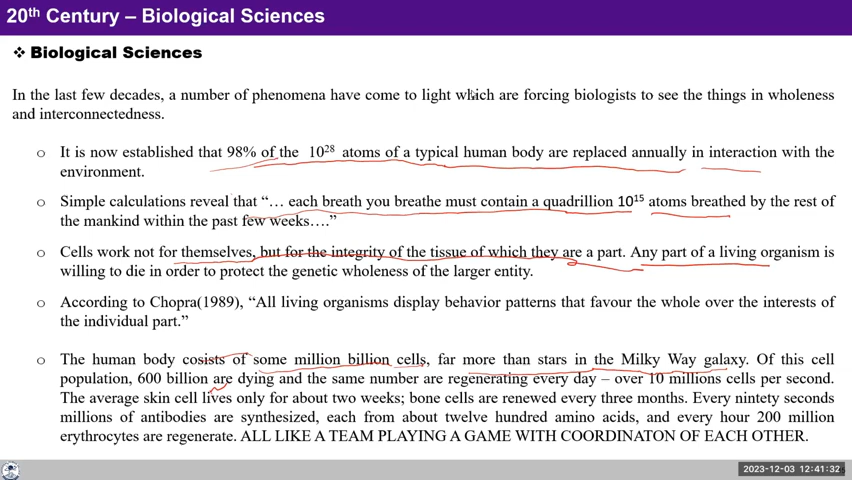 20th Century – Biological Sciences
❖ Biological Sciences
In the last few decades, a number of phenomena have come to light which are forcing biologists to see the things in wholeness
and interconnectedness.
o It is now established that 98% of the 10²⁸ atoms of a typical human body are replaced annually in interaction with the
environment.
o Simple calculations reveal that “… each breath you breathe must contain a quadrillion 10¹⁵ atoms breathed by the rest of
the mankind within the past few weeks….”
o Cells work not for themselves, but for the integrity of the tissue of which they are a part. Any part of a living organism is
willing to die in order to protect the genetic wholeness of the larger entity.
o According to Chopra(1989), “All living organisms display behavior patterns that favour the whole over the interests of
the individual part.”
o The human body cosists of some million billion cells, far more than stars in the Milky Way galaxy. Of this cell
population, 600 billion are dying and the same number are regenerating every day – over 10 millions cells per second.
The average skin cell lives only for about two weeks; bone cells are renewed every three months. Every nintety seconds
millions of antibodies are synthesized, each from about twelve hundred amino acids, and every hour 200 million
erythrocytes are regenerate. ALL LIKE A TEAM PLAYING A GAME WITH COORDINATON OF EACH OTHER.
2023-12-03 12:41:32